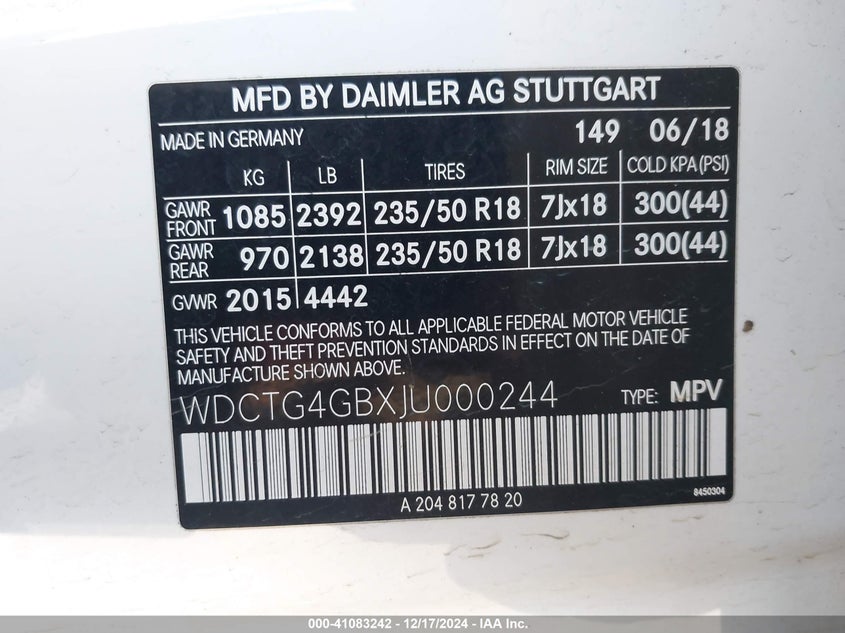 MFD BY DAIMLER AG STUTTGART
MADE IN GERMANY 149 06/18
KG LB TIRES RIM SIZE COLD KPA(PSI)
GAWR FRONT 1085 2392 235/50 R18 7Jx18 300(44)
GAWR REAR 970 2138 235/50 R18 7Jx18 300(44)
GVWR 2015 4442
THIS VEHICLE CONFORMS TO ALL APPLICABLE FEDERAL MOTOR VEHICLE
SAFETY AND THEFT PREVENTION STANDARDS IN EFFECT ON THE DATE OF
MANUFACTURE SHOWN ABOVE.
WDCTG4GBXJU000244 TYPE: MPV
A 204 817 78 20 8450304
000-41083242 - 12/17/2024 - IAA Inc.